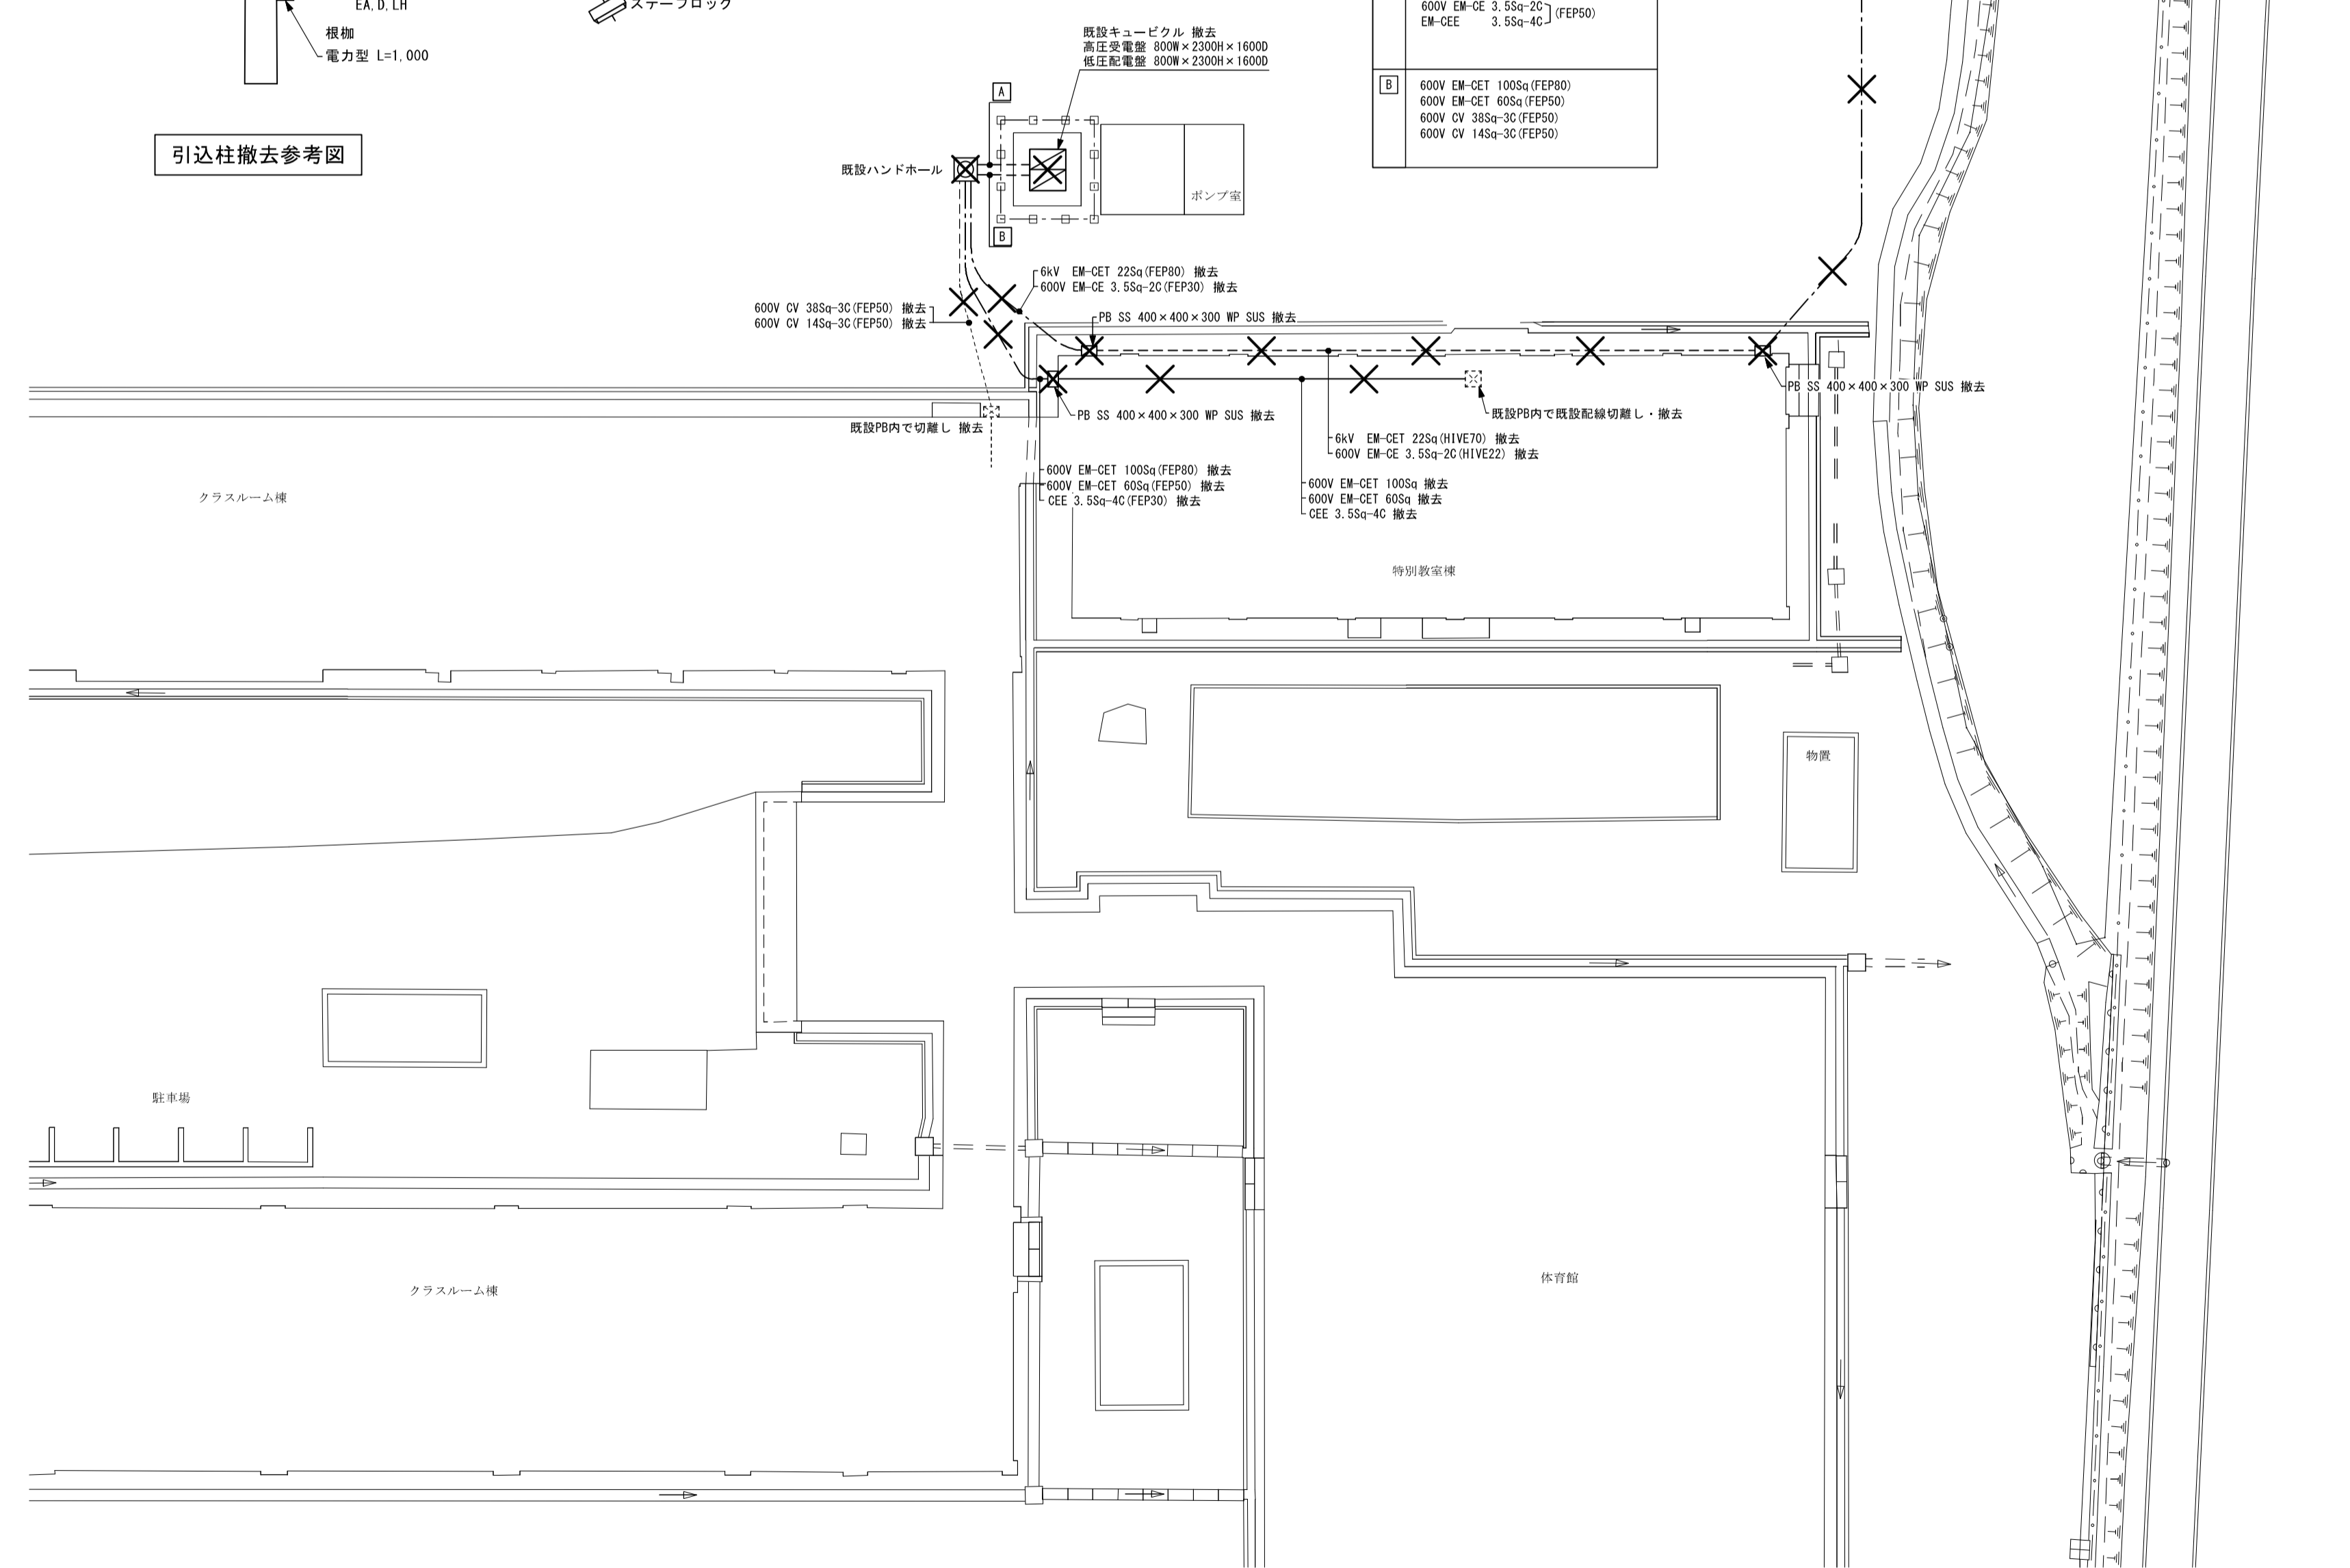 EA,D,LH
根枷
電力型 L=1,000
ステーブロック
引込柱撤去参考図
既設キュービクル 撤去
高圧受電盤 800W×2300H×1600D
低圧配電盤 800W×2300H×1600D
600V EM-CE 3.5Sq-2C
EM-CEE 3.5Sq-4C
(FEP50)
B
600V EM-CET 100Sq(FEP80)
600V EM-CET 60Sq(FEP50)
600V CV 38Sq-3C(FEP50)
600V CV 14Sq-3C(FEP50)
A
既設ハンドホール
ポンプ室
B
6kV EM-CET 22Sq(FEP80) 撤去
600V EM-CE 3.5Sq-2C(FEP30) 撤去
600V CV 38Sq-3C(FEP50) 撤去
600V CV 14Sq-3C(FEP50) 撤去
PB SS 400×400×300 WP SUS 撤去
PB SS 400×400×300 WP SUS 撤去
PB SS 400×400×300 WP SUS 撤去
既設PB内で既設配線切離し・撤去
既設PB内で切離し 撤去
6kV EM-CET 22Sq(HIVE70) 撤去
600V EM-CE 3.5Sq-2C(HIVE22) 撤去
600V EM-CET 100Sq(FEP80) 撤去
600V EM-CET 60Sq(FEP50) 撤去
CEE 3.5Sq-4C(FEP30) 撤去
600V EM-CET 100Sq 撤去
600V EM-CET 60Sq 撤去
CEE 3.5Sq-4C 撤去
クラスルーム棟
特別教室棟
物置
駐車場
クラスルーム棟
体育館